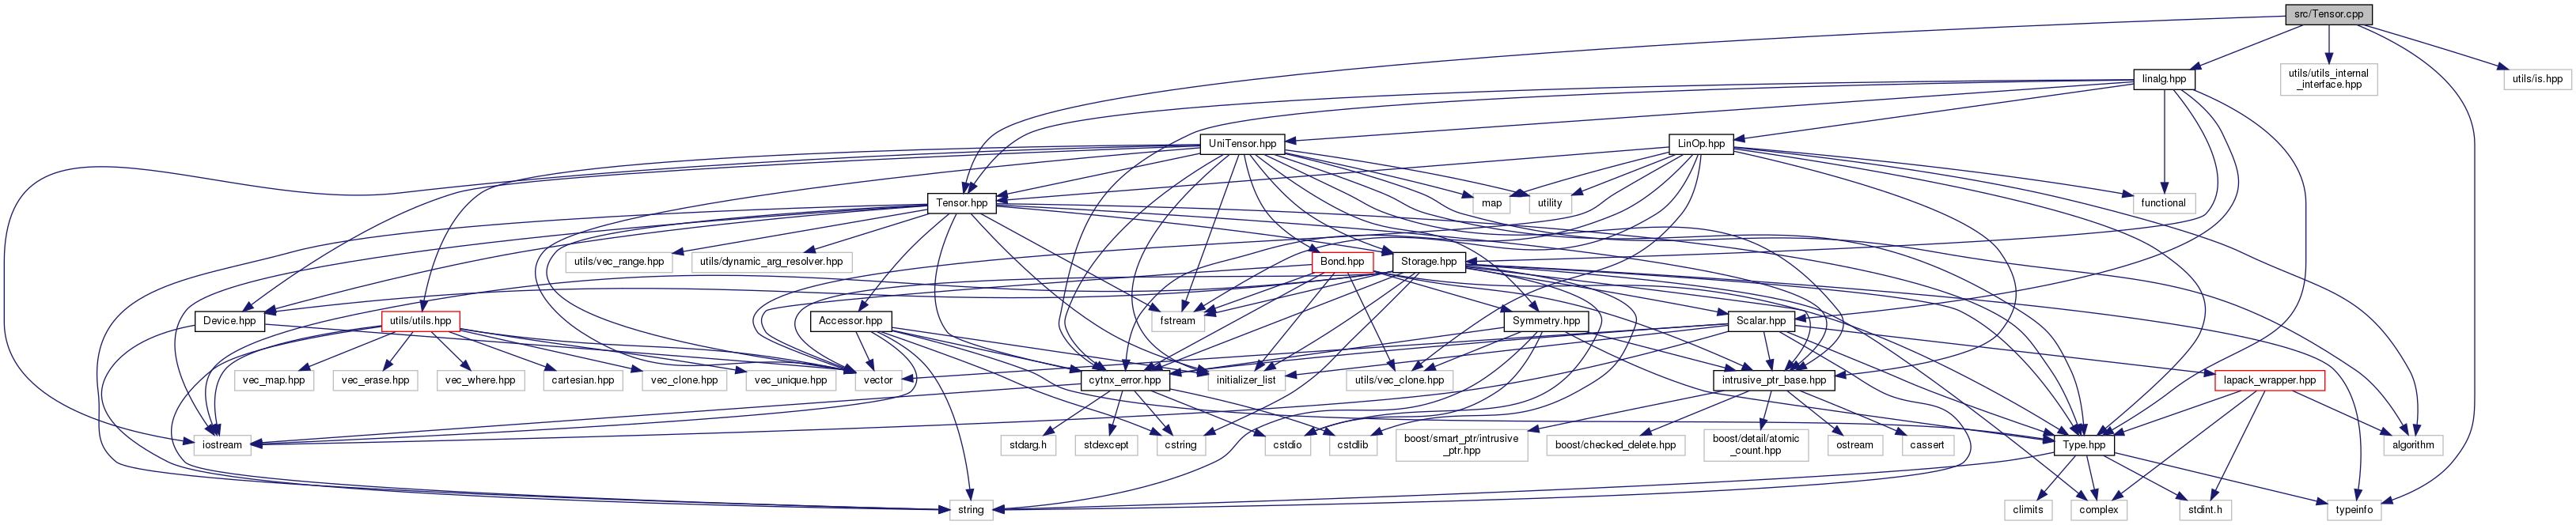 src/Tensor.cpp
linalg.hpp
utils/utils_internal
_interface.hpp
utils/is.hpp
UniTensor.hpp
LinOp.hpp
Tensor.hpp
map
utility
functional
utils/vec_range.hpp
utils/dynamic_arg_resolver.hpp
Bond.hpp
Storage.hpp
Device.hpp
utils/utils.hpp
Accessor.hpp
fstream
Symmetry.hpp
Scalar.hpp
vec_map.hpp
vec_erase.hpp
vec_where.hpp
cartesian.hpp
vec_clone.hpp
vec_unique.hpp
vector
cytnx_error.hpp
initializer_list
utils/vec_clone.hpp
intrusive_ptr_base.hpp
lapack_wrapper.hpp
iostream
stdarg.h
stdexcept
cstring
cstdio
cstdlib
boost/smart_ptr/intrusive
_ptr.hpp
boost/checked_delete.hpp
boost/detail/atomic
_count.hpp
ostream
cassert
Type.hpp
algorithm
string
climits
complex
stdint.h
typeinfo